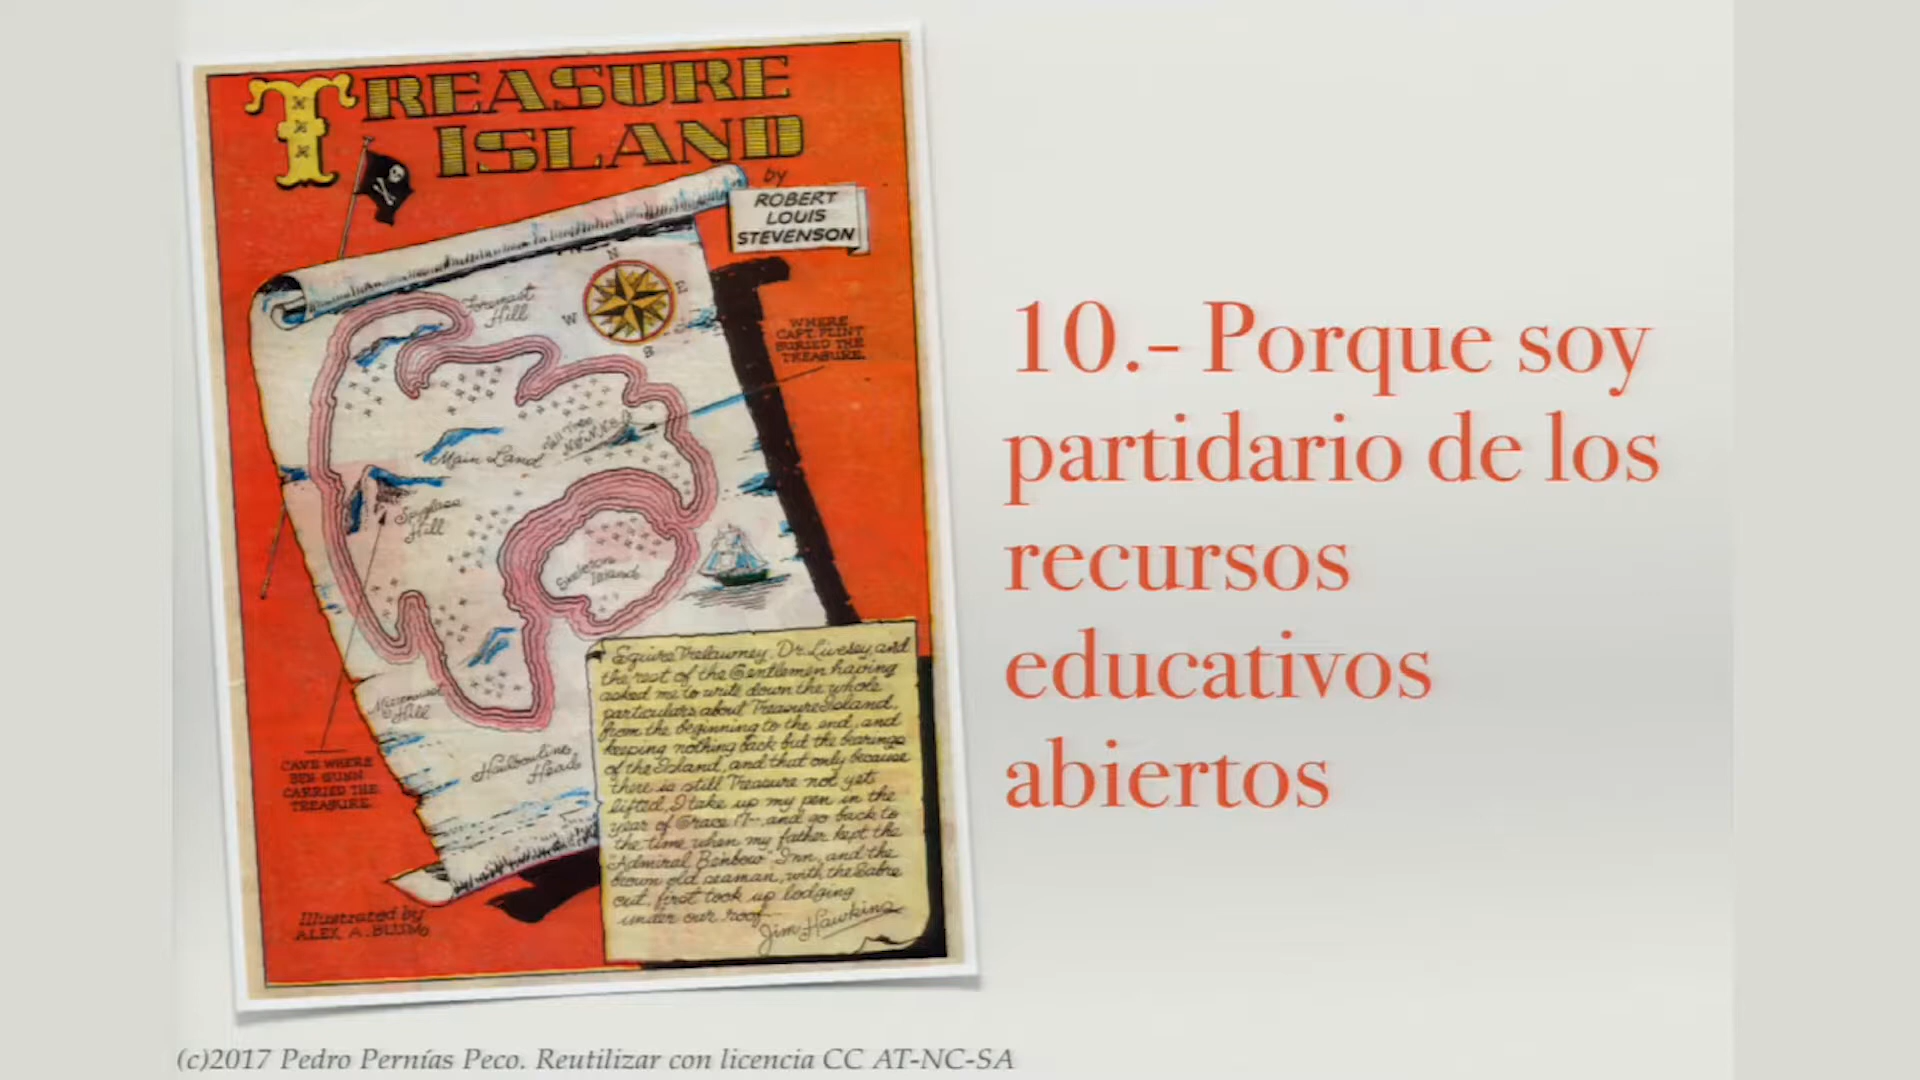 TREASURE
ISLAND
by
ROBERT
LOUIS
STEVENSON
N
E
W
S
Foremast
Hill
WHERE
CAPT. FLINT
BURIED THE
TREASURE.
Tall Tree
Main Land
Spyglass
Hill
Skeleton
Island
Mizzenmast
Hill
Haulbowline
Head
CAVE WHERE
BEN GUNN
CARRIED THE
TREASURE.
Squire Trelawney, Dr. Livesey, and
the rest of the Gentlemen having
asked me to write down the whole
particulars about Treasure Island,
from the beginning to the end, and
keeping nothing back but the bearings
of the Island, and that only because
there is still Treasure not yet
lifted, I take up my pen in the
year of Grace 17--, and go back to
the time when my father kept the
"Admiral Benbow" Inn, and the
brown old seaman, with the Sabre
cut, first took up lodging
under our roof.
Jim Hawkins
Illustrated by
ALEX A. BLUM
10.- Porque soy
partidario de los
recursos
educativos
abiertos
(c)2017 Pedro Pernías Peco. Reutilizar con licencia CC AT-NC-SA